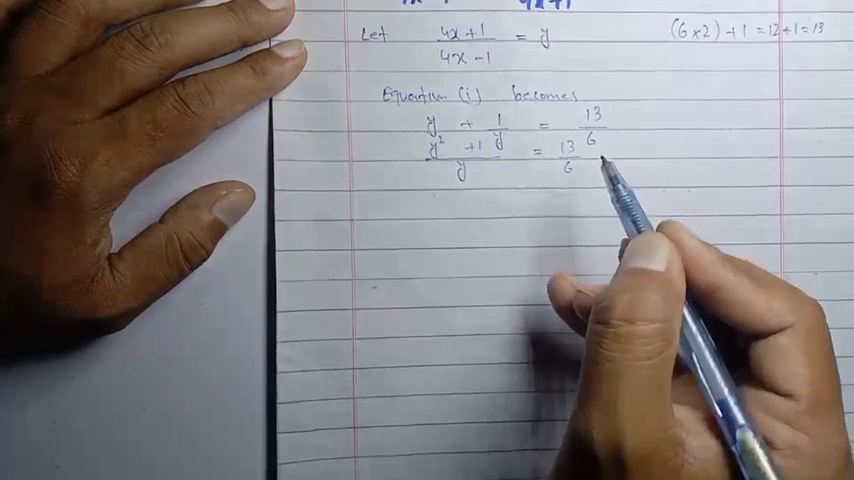 Let (4x+1)/(4x-1) = y
(6×2)+1 = 12+1 = 13
Equation (i) becomes
y + 1/y = 13/6
(y² + 1)/y = 13/6